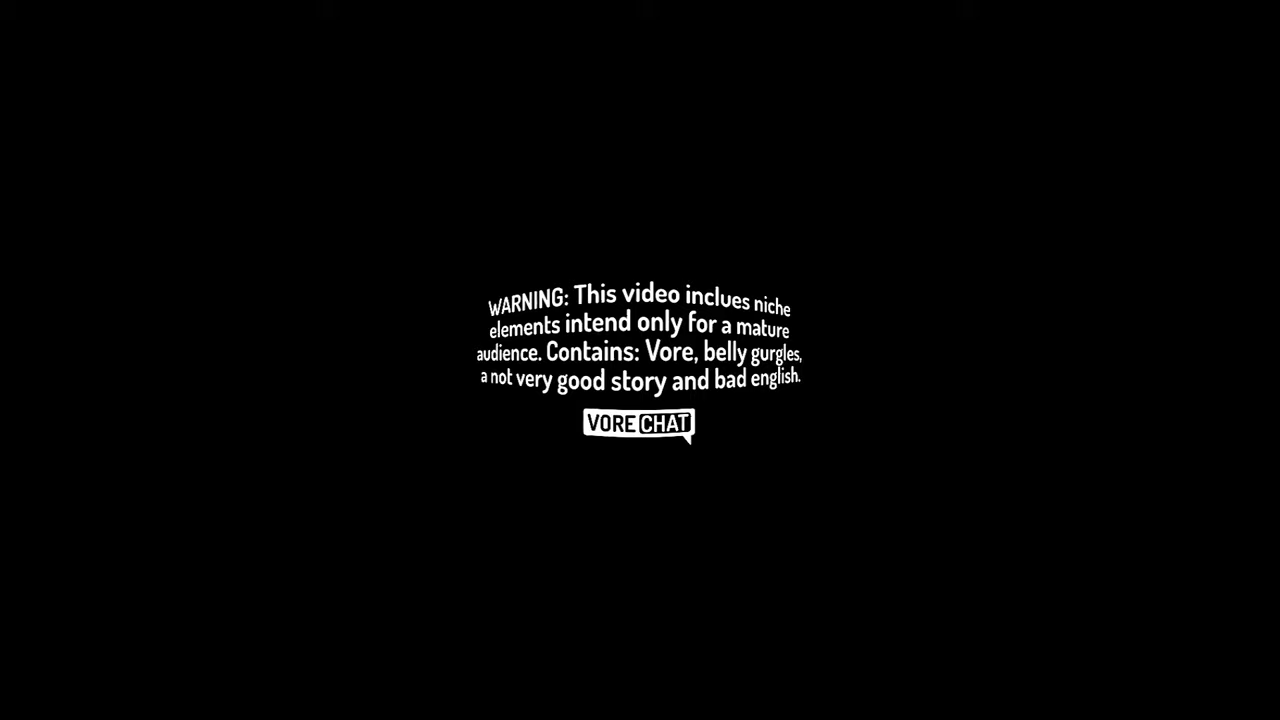 WARNING: This video inclues niche
elements intend only for a mature
audience. Contains: Vore, belly gurgles,
a not very good story and bad english.
VORE CHAT